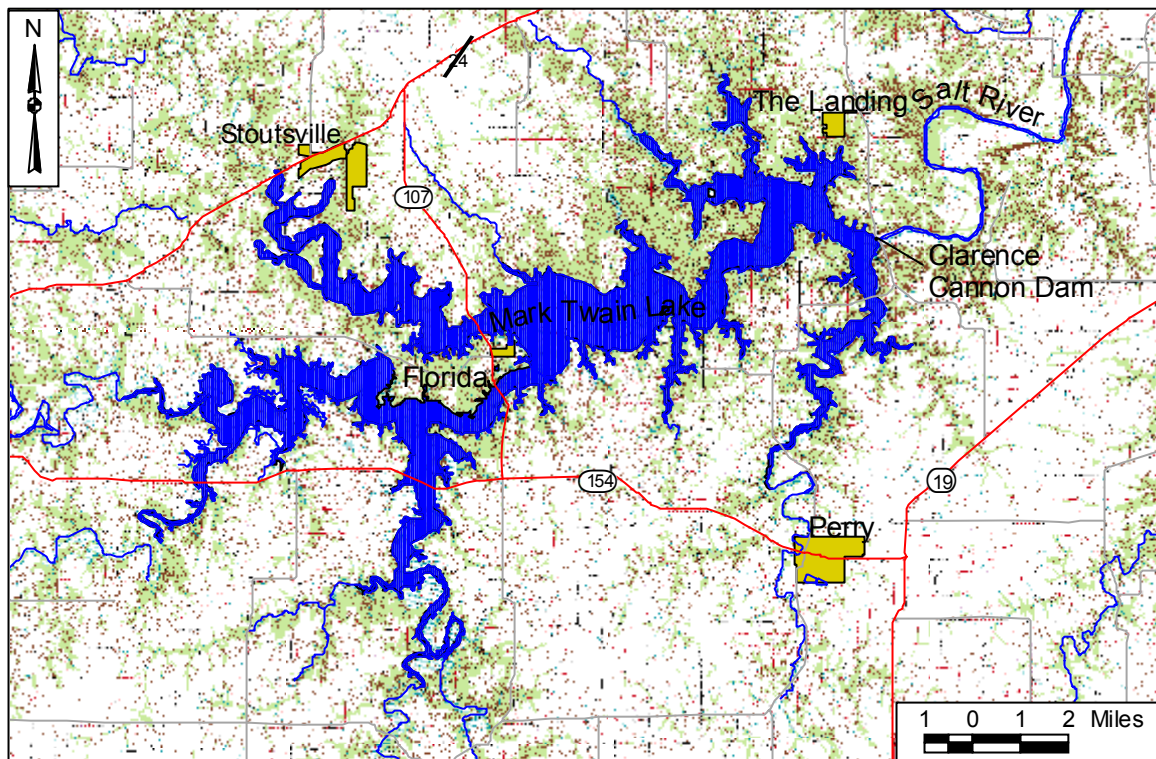 N
24
The Landing
Salt River
Stoutsville
107
Clarence
Cannon Dam
Mark Twain Lake
Florida
154
19
Perry
1 0 1 2 Miles